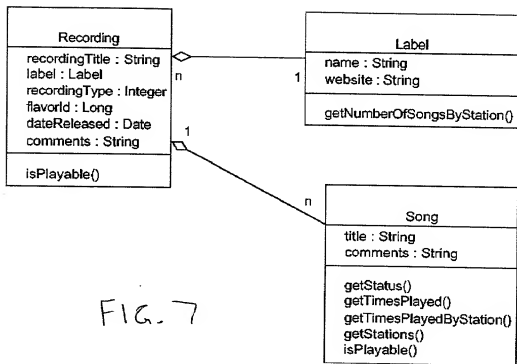 Recording
recordingTitle : String
label : Label
recordingType : Integer
flavorId : Long
dateReleased : Date
comments : String
isPlayable()
n
1
Label
name : String
website : String
getNumberOfSongsByStation()
1
n
Song
title : String
comments : String
getStatus()
getTimesPlayed()
getTimesPlayedByStation()
getStations()
isPlayable()
FIG. 7